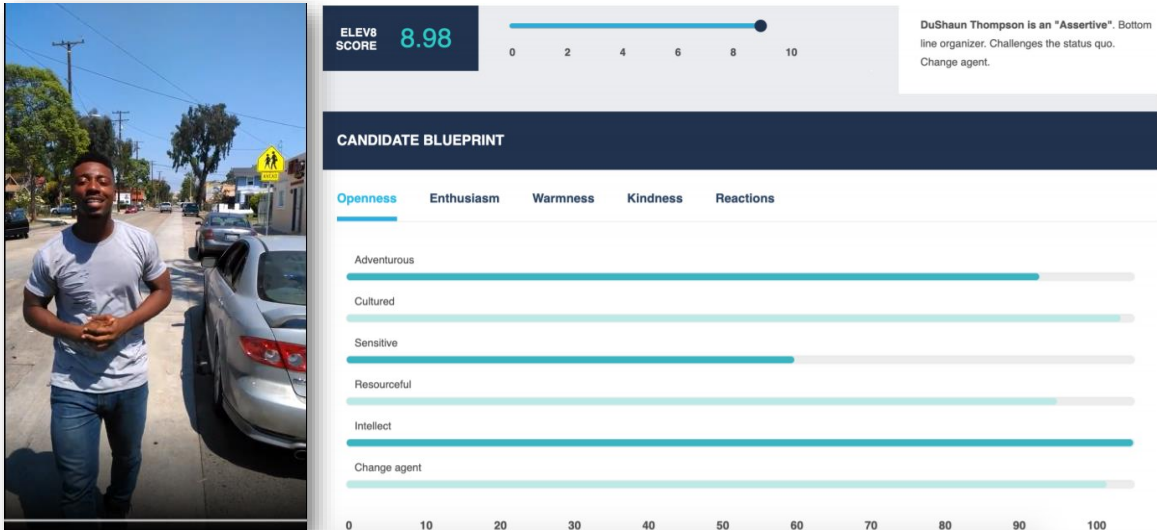 ELEV8
SCORE
8.98
0 2 4 6 8 10
DuShaun Thompson is an "Assertive". Bottom
line organizer. Challenges the status quo.
Change agent.
CANDIDATE BLUEPRINT
Openness Enthusiasm Warmness Kindness Reactions
Adventurous
Cultured
Sensitive
Resourceful
Intellect
Change agent
0 10 20 30 40 50 60 70 80 90 100
AHEAD